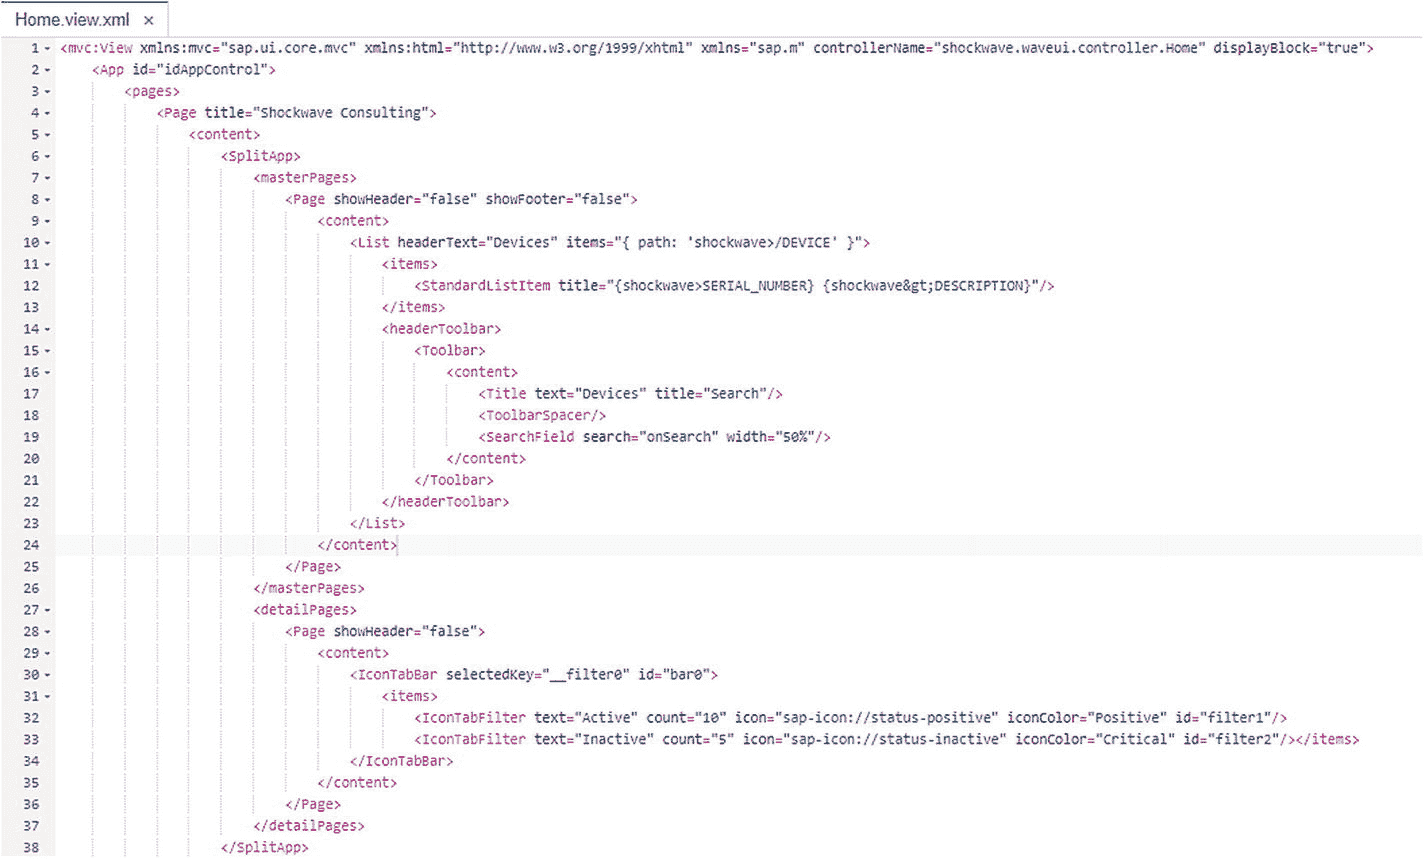 Home.view.xml ×
1 <mvc:View xmlns:mvc="sap.ui.core.mvc" xmlns:html="http://www.w3.org/1999/xhtml" xmlns="sap.m" controllerName="shockwave.waveui.controller.Home" displayBlock="true">
2 <App id="idAppControl">
3 <pages>
4 <Page title="Shockwave Consulting">
5 <content>
6 <SplitApp>
7 <masterPages>
8 <Page showHeader="false" showFooter="false">
9 <content>
10 <List headerText="Devices" items="{ path: 'shockwave>/DEVICE' }">
11 <items>
12 <StandardListItem title="{shockwave>SERIAL_NUMBER} {shockwave&gt;DESCRIPTION}"/>
13 </items>
14 <headerToolbar>
15 <Toolbar>
16 <content>
17 <Title text="Devices" title="Search"/>
18 <ToolbarSpacer/>
19 <SearchField search="onSearch" width="50%"/>
20 </content>
21 </Toolbar>
22 </headerToolbar>
23 </List>
24 </content>
25 </Page>
26 </masterPages>
27 <detailPages>
28 <Page showHeader="false">
29 <content>
30 <IconTabBar selectedKey="__filter0" id="bar0">
31 <items>
32 <IconTabFilter text="Active" count="10" icon="sap-icon://status-positive" iconColor="Positive" id="filter1"/>
33 <IconTabFilter text="Inactive" count="5" icon="sap-icon://status-inactive" iconColor="Critical" id="filter2"/></items>
34 </IconTabBar>
35 </content>
36 </Page>
37 </detailPages>
38 </SplitApp>